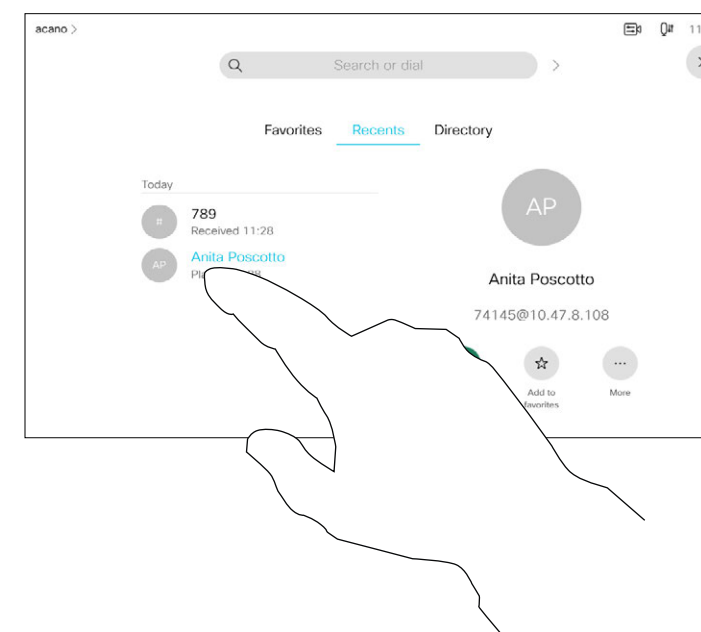 acano >
11
Search or dial
Favorites Recents Directory
Today
# 789
Received 11:28
AP Anita Poscotto
AP
Anita Poscotto
74145@10.47.8.108
Add to
favorites
More